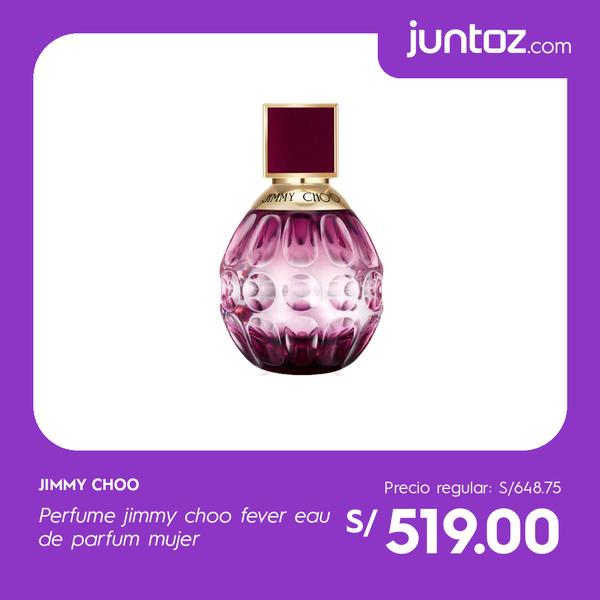 juntoz.com
JIMMY CHOO
JIMMY CHOO
Perfume jimmy choo fever eau
de parfum mujer
Precio regular: S/648.75
S/ 519.00